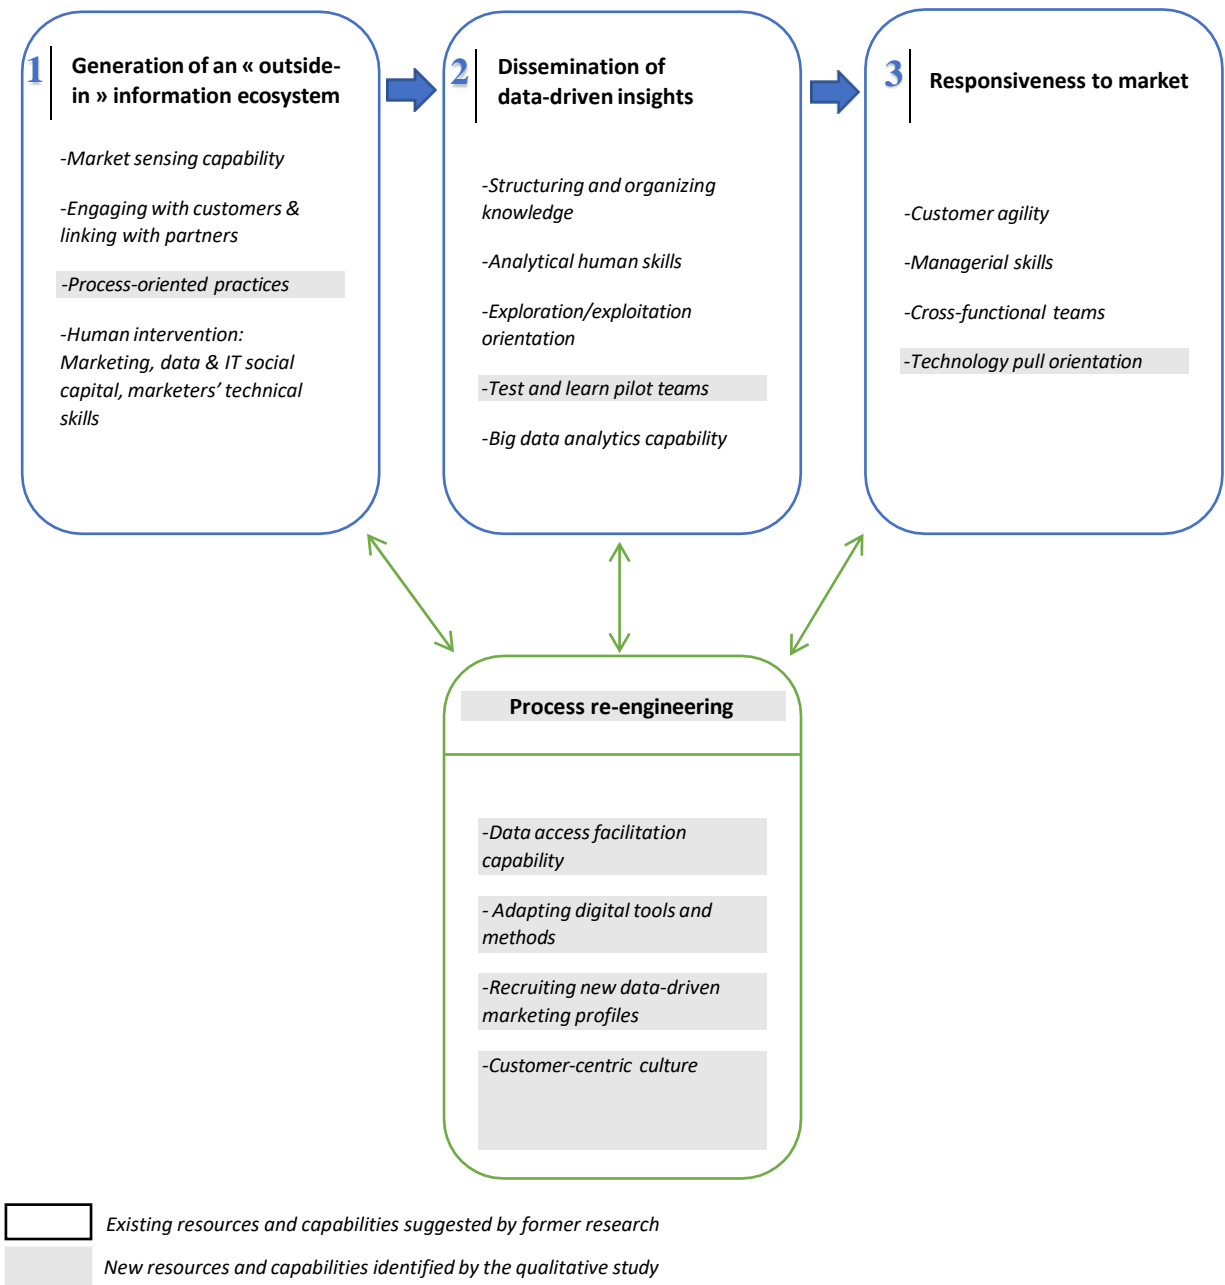 1
Generation of an « outside-
in » information ecosystem
-Market sensing capability
-Engaging with customers &
linking with partners
-Process-oriented practices
-Human intervention:
Marketing, data & IT social
capital, marketers’ technical
skills
2
Dissemination of
data-driven insights
-Structuring and organizing
knowledge
-Analytical human skills
-Exploration/exploitation
orientation
-Test and learn pilot teams
-Big data analytics capability
3
Responsiveness to market
-Customer agility
-Managerial skills
-Cross-functional teams
-Technology pull orientation
Process re-engineering
-Data access facilitation
capability
- Adapting digital tools and
methods
-Recruiting new data-driven
marketing profiles
-Customer-centric culture
Existing resources and capabilities suggested by former research
New resources and capabilities identified by the qualitative study